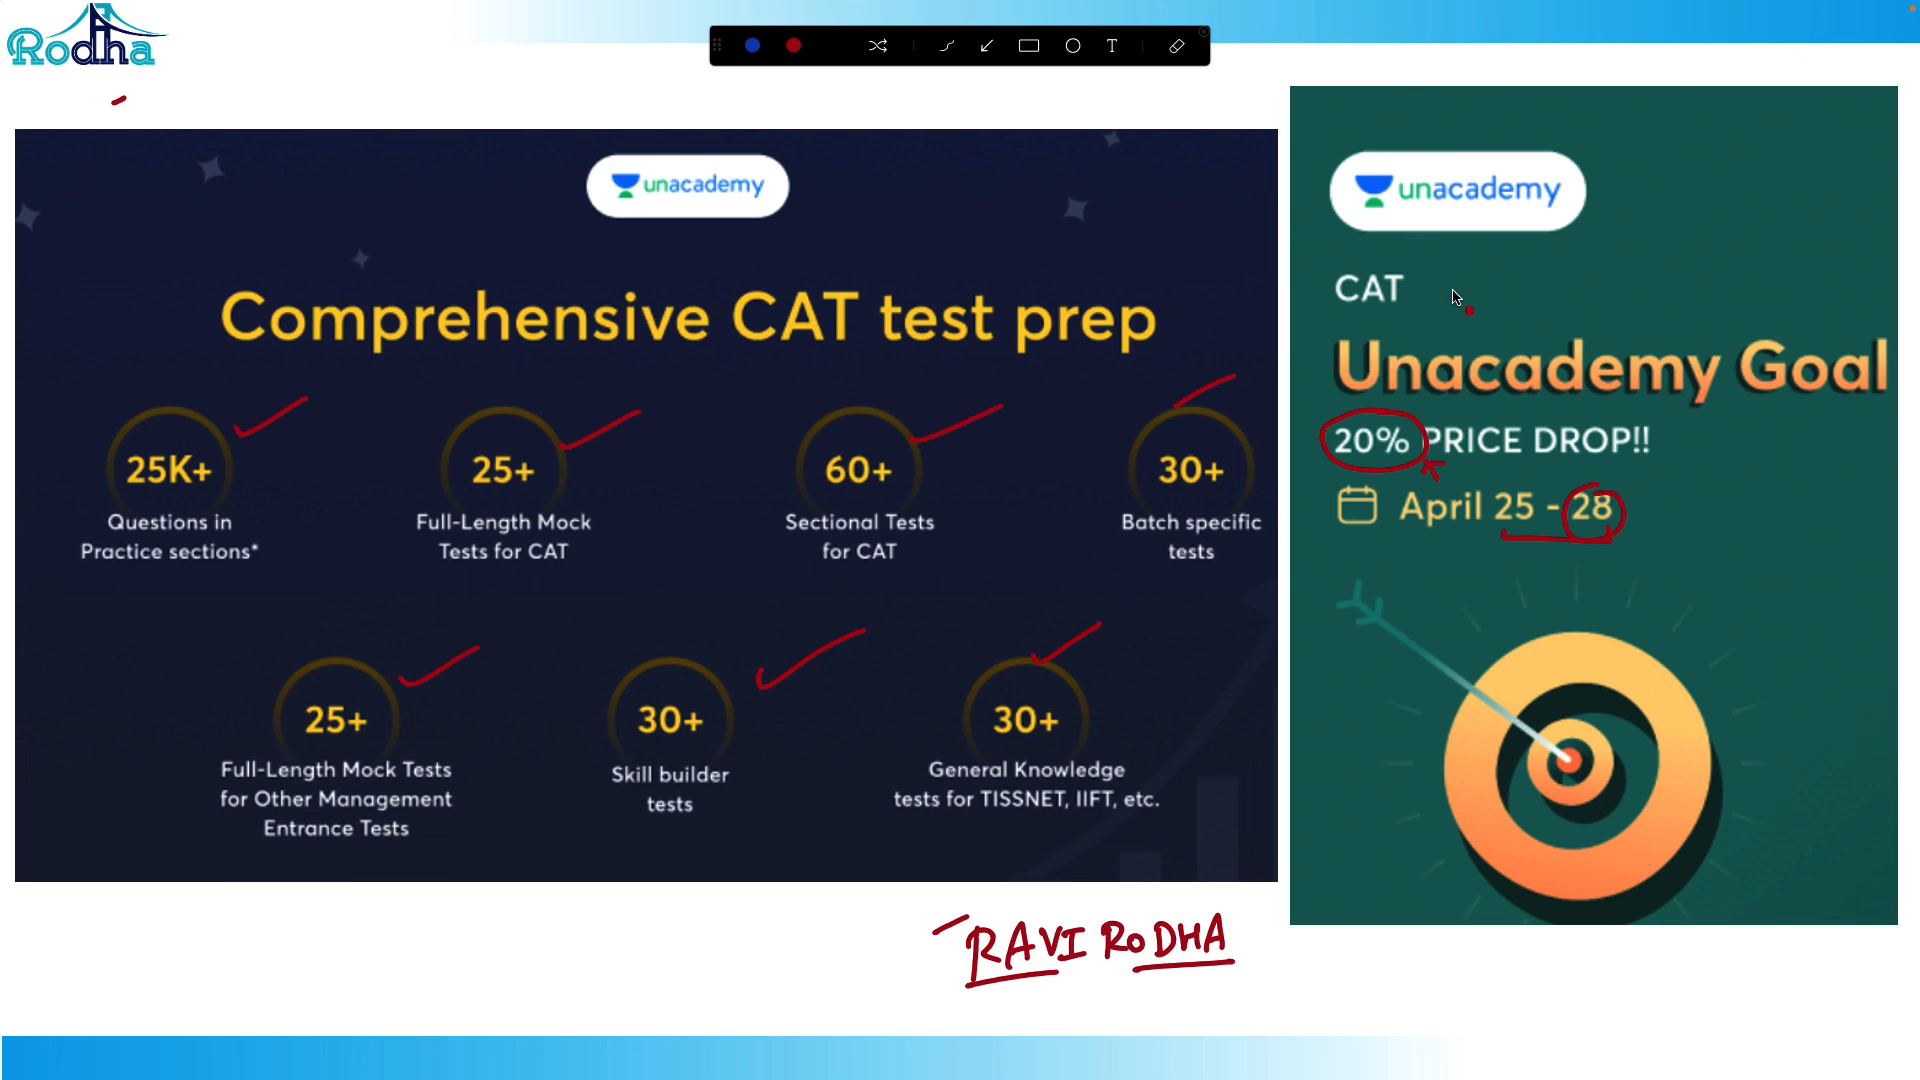 Rodha
T
unacademy
Comprehensive CAT test prep
25K+
Questions in
Practice sections*
25+
Full-Length Mock
Tests for CAT
60+
Sectional Tests
for CAT
30+
Batch specific
tests
25+
Full-Length Mock Tests
for Other Management
Entrance Tests
30+
Skill builder
tests
30+
General Knowledge
tests for TISSNET, IIFT, etc.
unacademy
CAT
Unacademy Goal
20% PRICE DROP!!
April 25 - 28
RAVI RODHA